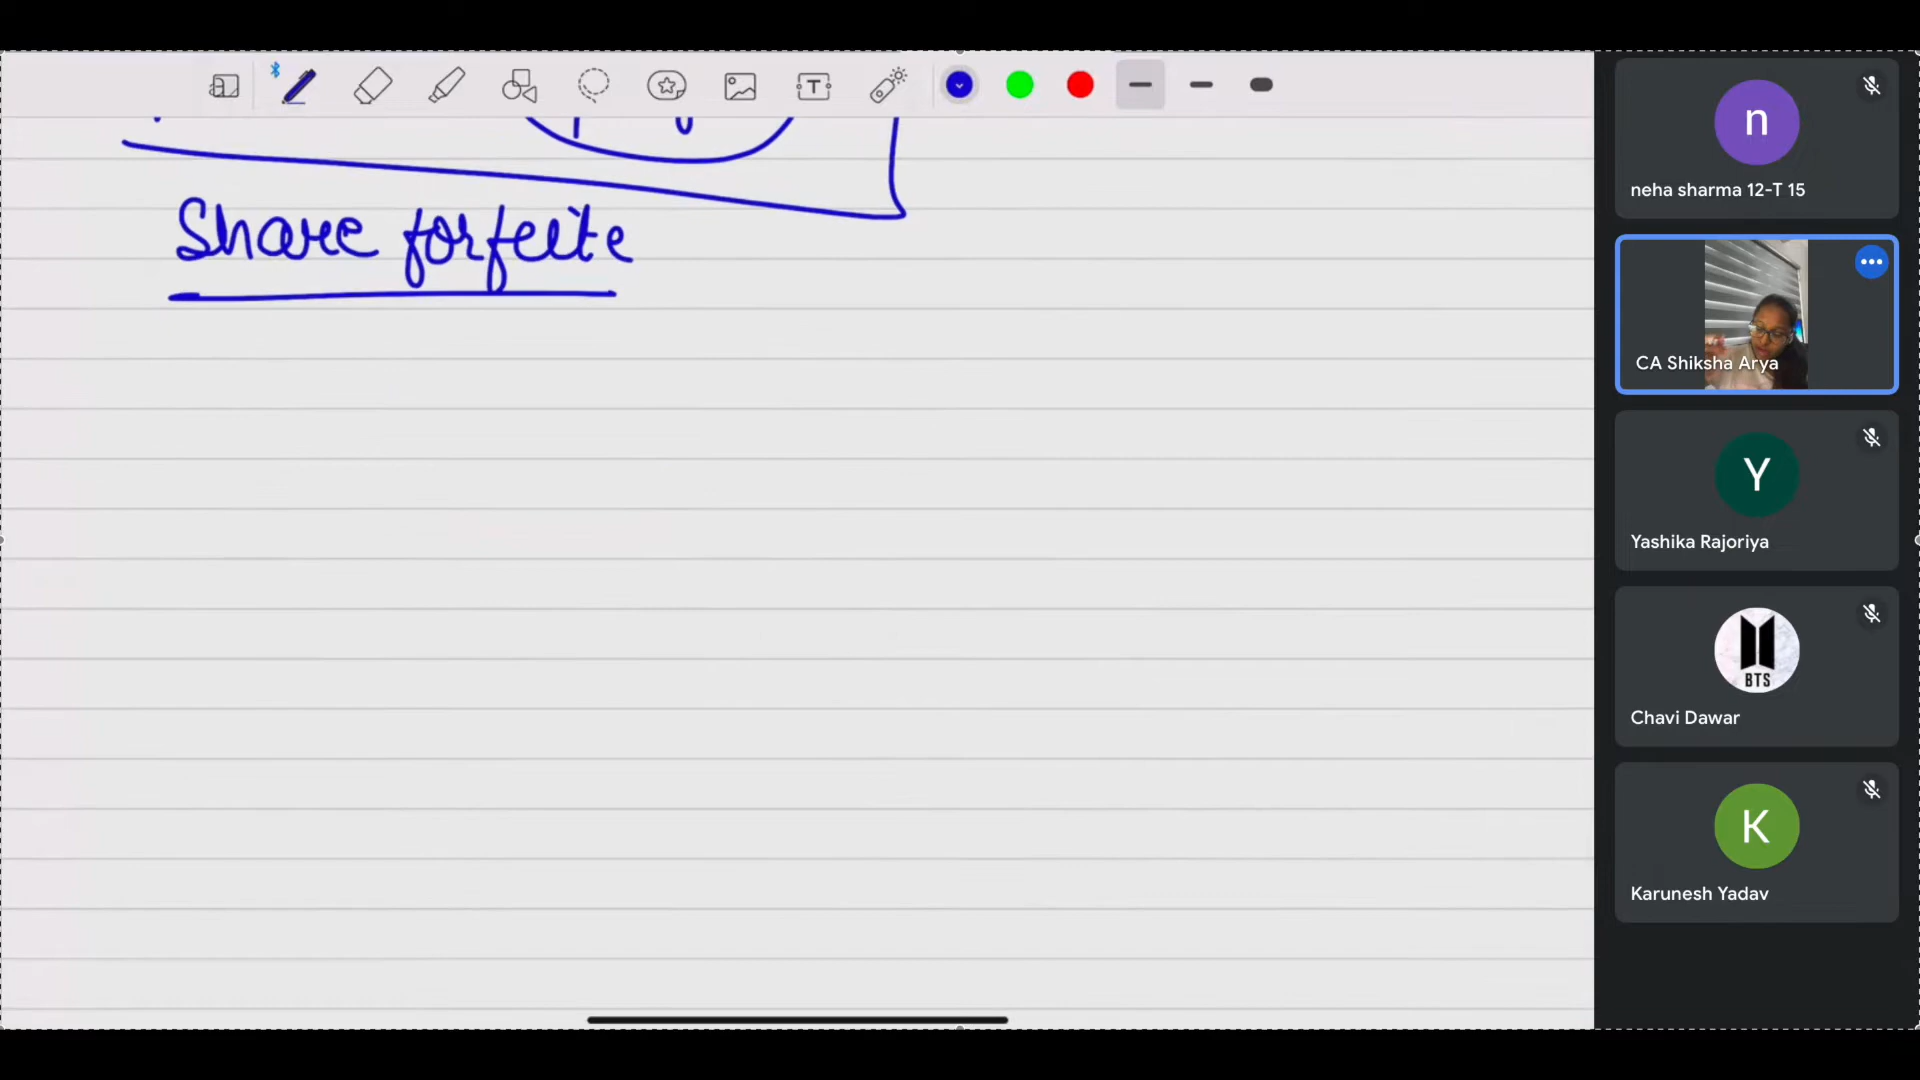 n
neha sharma 12-T 15
Share forfeite
CA Shiksha Arya
Y
Yashika Rajoriya
BTS
Chavi Dawar
K
Karunesh Yadav
T